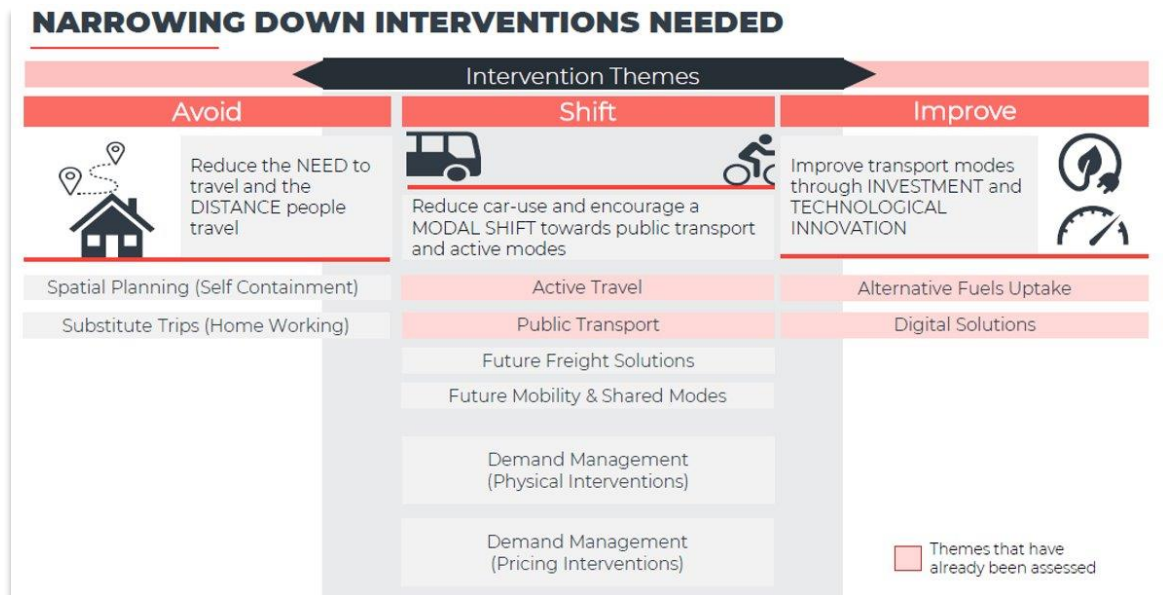 NARROWING DOWN INTERVENTIONS NEEDED
Intervention Themes
Avoid
Reduce the NEED to
travel and the
DISTANCE people
travel
Spatial Planning (Self Containment)
Substitute Trips (Home Working)
Shift
Reduce car-use and encourage a
MODAL SHIFT towards public transport
and active modes
Active Travel
Public Transport
Future Freight Solutions
Future Mobility & Shared Modes
Demand Management
(Physical Interventions)
Demand Management
(Pricing Interventions)
Improve
Improve transport modes
through INVESTMENT and
TECHNOLOGICAL
INNOVATION
Alternative Fuels Uptake
Digital Solutions
Themes that have
already been assessed